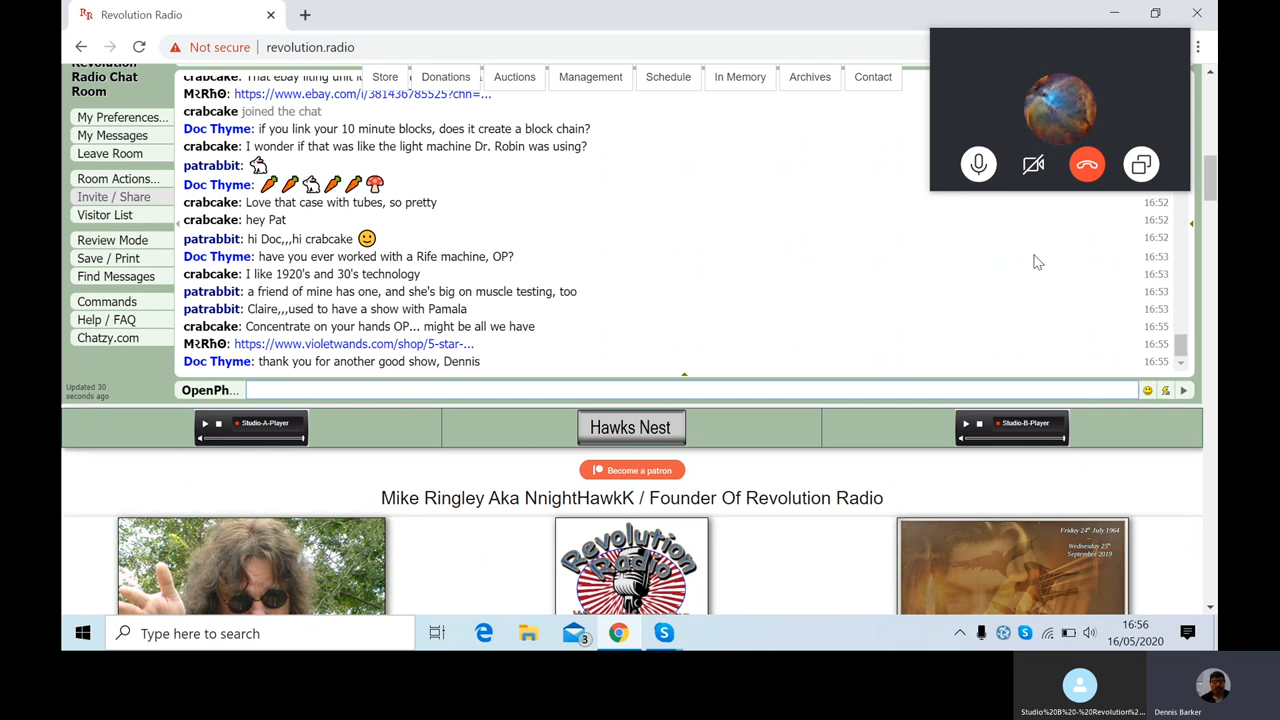 Revolution Radio
Not secure
revolution.radio
Revolution
Radio Chat
Room
My Preferences...
My Messages
Leave Room
Room Actions...
Invite / Share
Visitor List
Review Mode
Save / Print
Find Messages
Commands
Help / FAQ
Chatzy.com
Updated 30
seconds ago
Store
Donations
Auctions
Management
Schedule
In Memory
Archives
Contact
crabcake: That ebay
MՀRɦʘ: https://www.ebay.com/i/381436785525?chn=...
crabcake joined the chat
Doc Thyme: if you link your 10 minute blocks, does it create a block chain?
crabcake: I wonder if that was like the light machine Dr. Robin was using?
patrabbit: 🐇
Doc Thyme: 🥕🥕🐇🥕🥕🍄
crabcake: Love that case with tubes, so pretty 16:52
crabcake: hey Pat 16:52
patrabbit: hi Doc,,,hi crabcake 🙂 16:52
Doc Thyme: have you ever worked with a Rife machine, OP? 16:53
crabcake: I like 1920's and 30's technology 16:53
patrabbit: a friend of mine has one, and she's big on muscle testing, too 16:53
patrabbit: Claire,,,used to have a show with Pamala 16:53
crabcake: Concentrate on your hands OP... might be all we have 16:55
MՀRɦʘ: https://www.violetwands.com/shop/5-star-... 16:55
Doc Thyme: thank you for another good show, Dennis 16:55
OpenPh...
Studio-A-Player
Hawks Nest
Studio-B-Player
Become a patron
Mike Ringley Aka NnightHawkK / Founder Of Revolution Radio
Revolution
Radio
Friday 24th July 1964
Wednesday 25th
September 2019
Type here to search
3
16:56
16/05/2020
Studio%20B%20-%20Revolution%2...
Dennis Barker